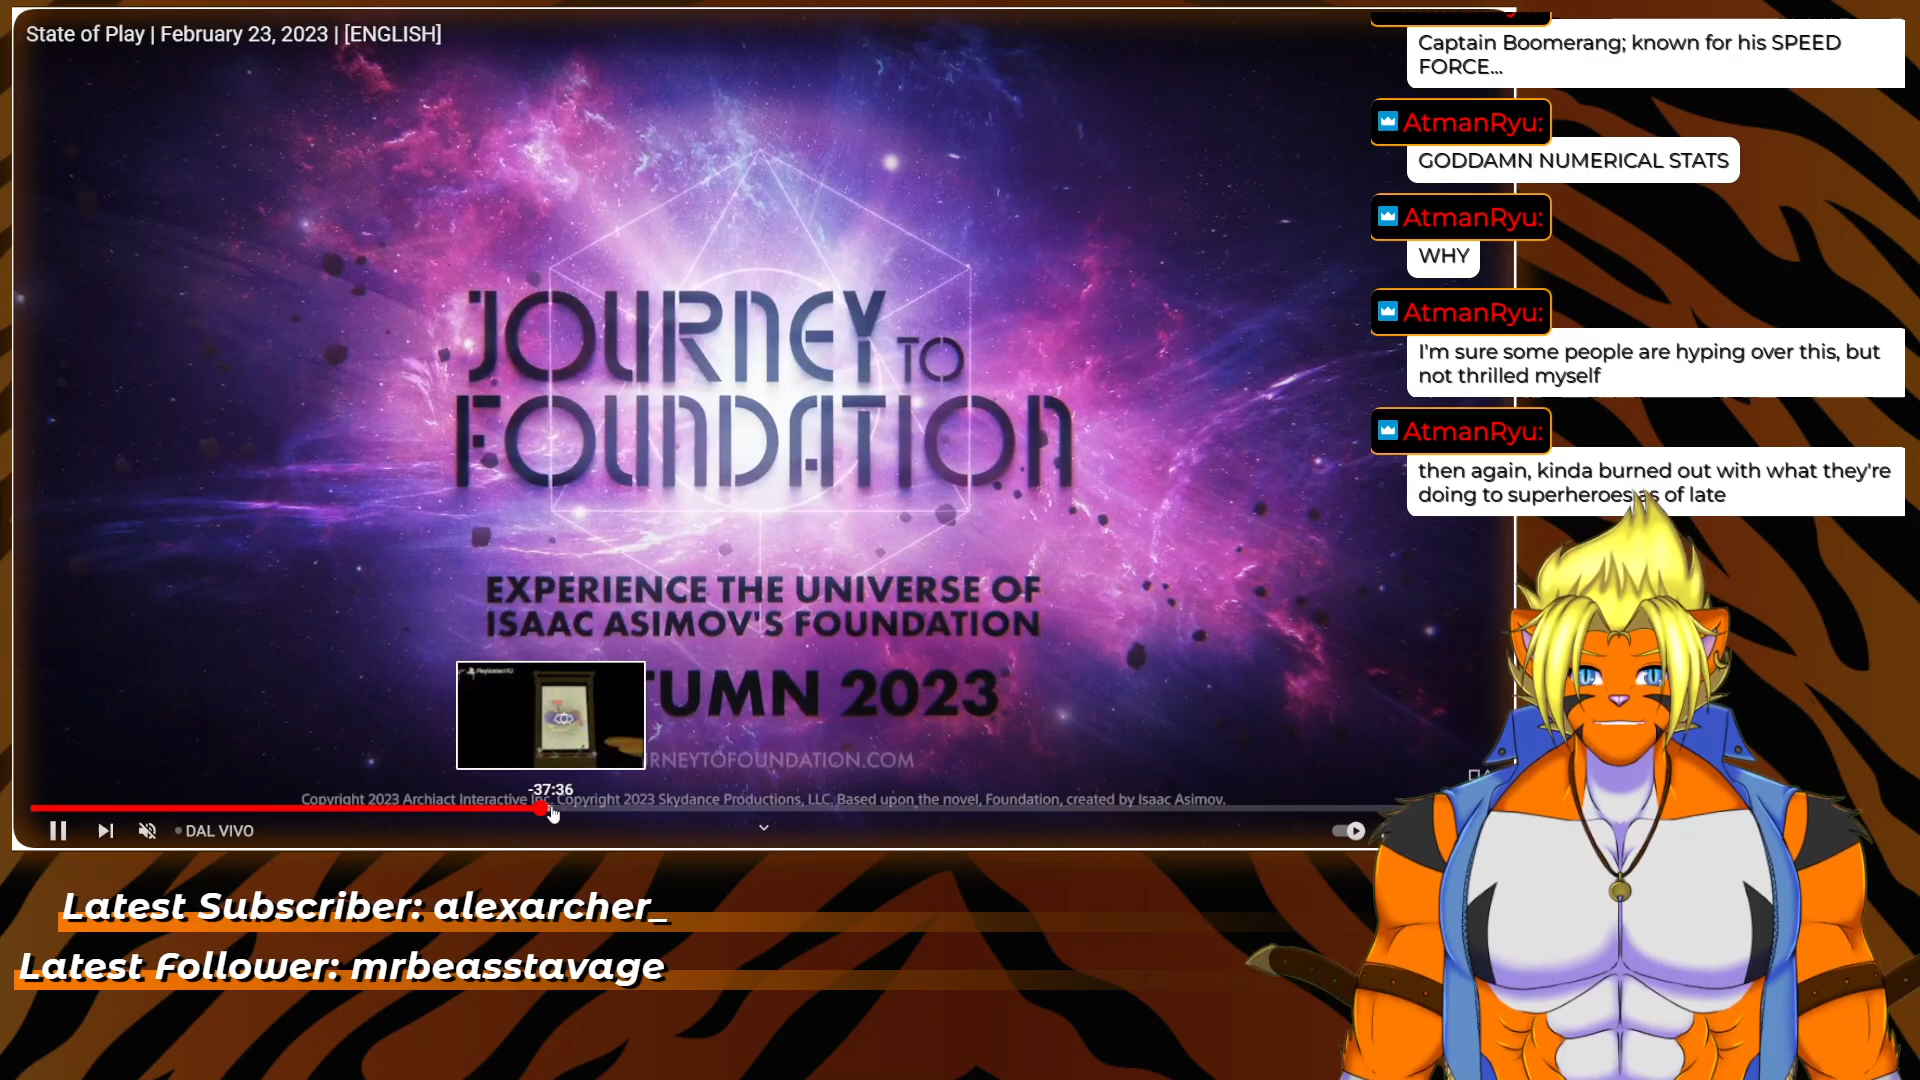 State of Play | February 23, 2023 | [ENGLISH]
JOURNEY TO
FOUNDATION
EXPERIENCE THE UNIVERSE OF
ISAAC ASIMOV'S FOUNDATION
TUMN 2023
RNEYTOFOUNDATION.COM
-37:36
Copyright 2023 Archiact Interactive Inc. Copyright 2023 Skydance Productions, LLC. Based upon the novel, Foundation, created by Isaac Asimov.
DAL VIVO
Captain Boomerang; known for his SPEED
FORCE...
AtmanRyu:
GODDAMN NUMERICAL STATS
AtmanRyu:
WHY
AtmanRyu:
I'm sure some people are hyping over this, but
not thrilled myself
AtmanRyu:
then again, kinda burned out with what they're
doing to superheroes as of late
Latest Subscriber: alexarcher_
Latest Follower: mrbeasstavage